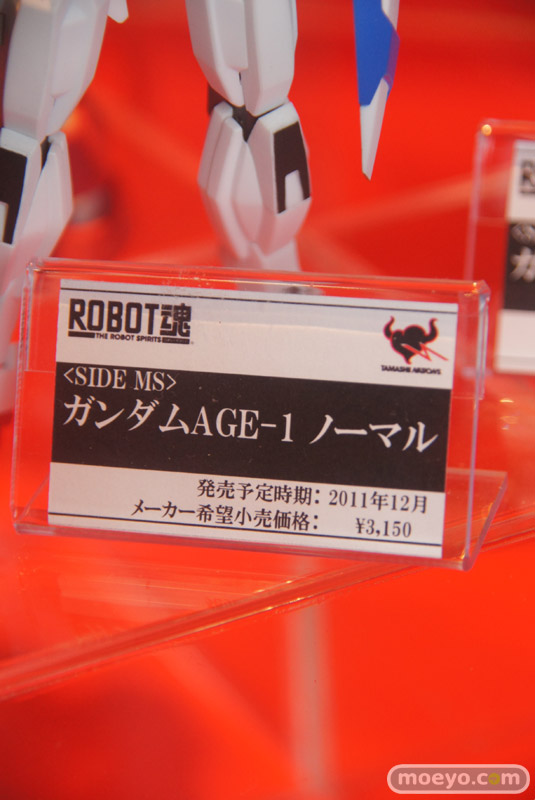 ROBOT魂
THE ROBOT SPIRITS
TAMASHII NATIONS
<SIDE MS>
ガンダムAGE-1 ノーマル
発売予定時期： 2011年12月
メーカー希望小売価格： ¥3,150
moeyo.com